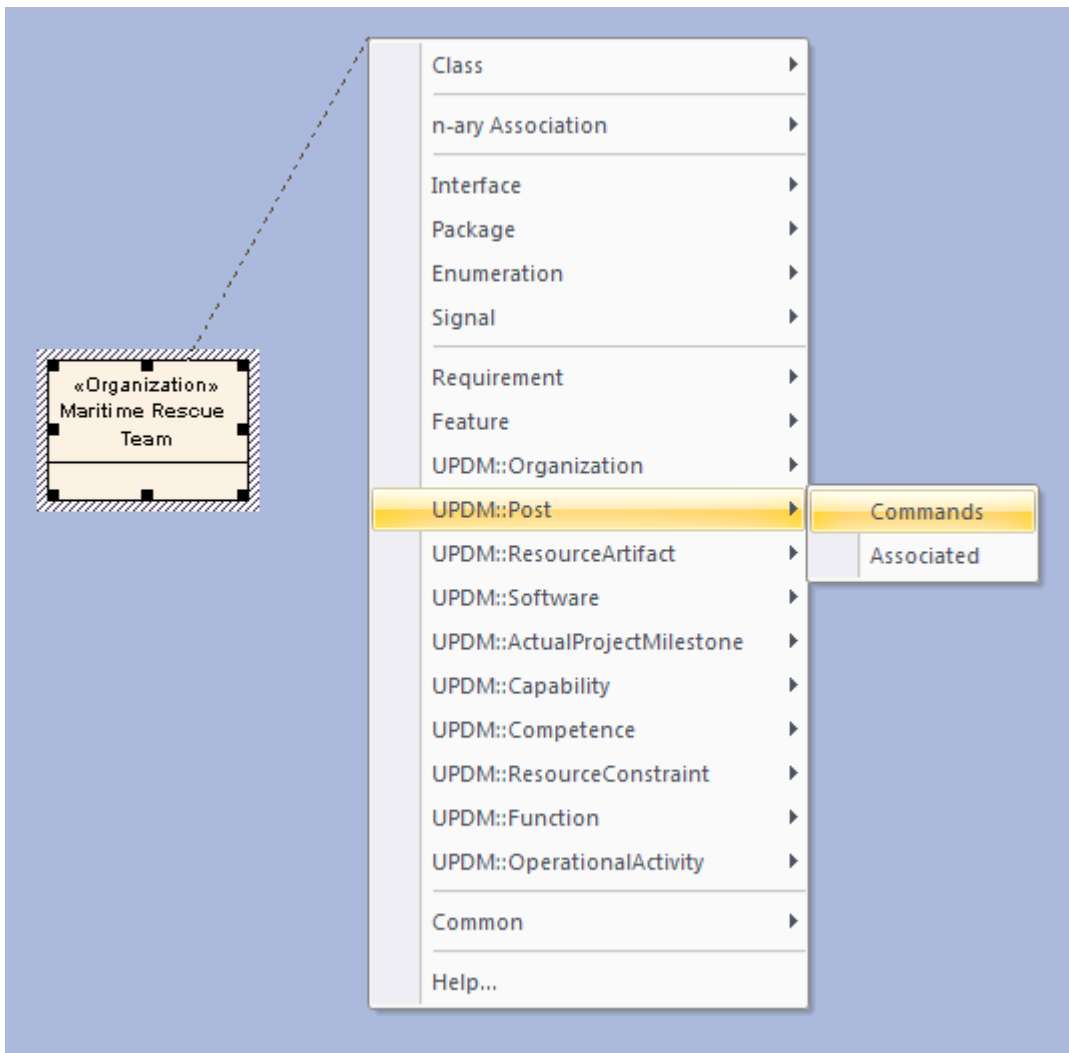 Class
n-ary Association
Interface
Package
Enumeration
Signal
«Organization»
Maritime Rescue
Team
Requirement
Feature
UPDM::Organization
UPDM::Post
Commands
Associated
UPDM::ResourceArtifact
UPDM::Software
UPDM::ActualProjectMilestone
UPDM::Capability
UPDM::Competence
UPDM::ResourceConstraint
UPDM::Function
UPDM::OperationalActivity
Common
Help...